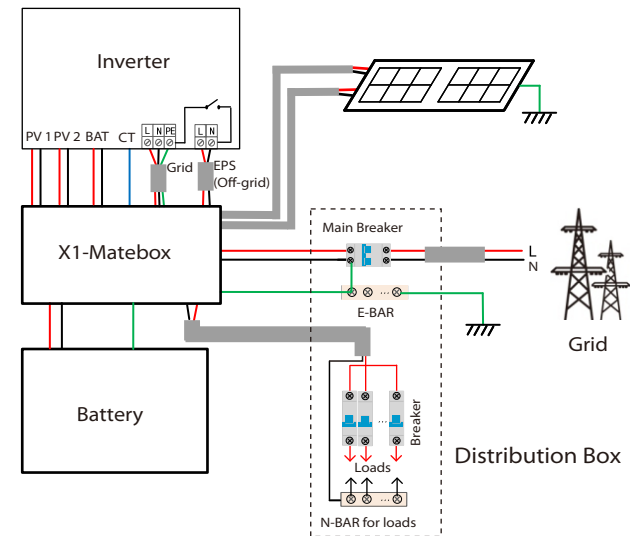 Inverter
PV 1 PV 2 BAT CT
L N PE
L N
Grid
EPS
(Off-grid)
X1-Matebox
Main Breaker
L
N
E-BAR
Grid
Battery
Breaker
Loads
Distribution Box
N-BAR for loads